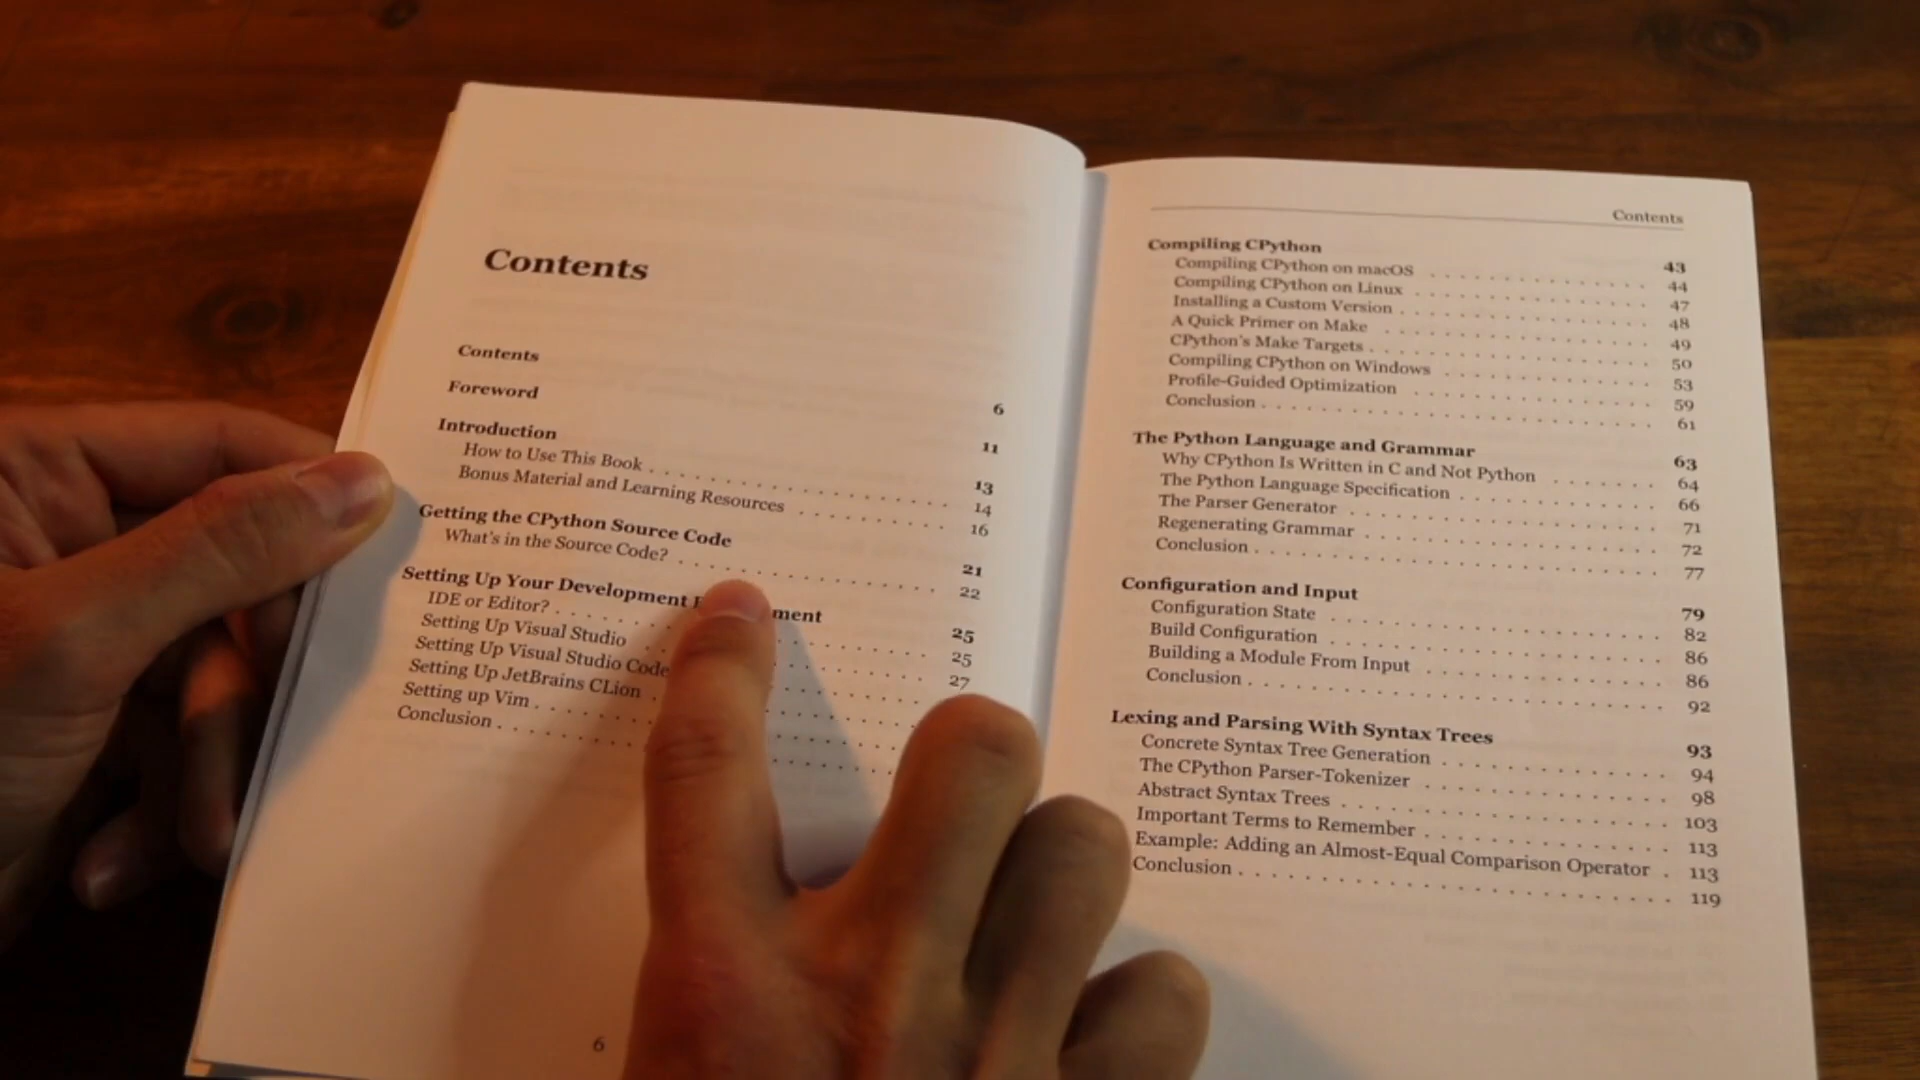 Contents
Contents 6
Foreword 11
Introduction 13
How to Use This Book . . . . . . . . . . . . . . . . . . 14
Bonus Material and Learning Resources . . . . . . . . . . 16
Getting the CPython Source Code 21
What's in the Source Code? . . . . . . . . . . . . . . . . 22
Setting Up Your Development ment 25
IDE or Editor? . . . . . . . . . . . . . . . . . . . 25
Setting Up Visual Studio . . . . . . . . . . . . . 27
Setting Up Visual Studio Code
Setting Up JetBrains CLion .
Setting up Vim . . . . . . .
Conclusion . . . . . . . . .
6
Contents
Compiling CPython 43
Compiling CPython on macOS . . . . . . . . . . . . . . 44
Compiling CPython on Linux . . . . . . . . . . . . . . . 47
Installing a Custom Version . . . . . . . . . . . . . . . 48
A Quick Primer on Make . . . . . . . . . . . . . . . . . 49
CPython's Make Targets . . . . . . . . . . . . . . . . . 50
Compiling CPython on Windows . . . . . . . . . . . . . 53
Profile-Guided Optimization . . . . . . . . . . . . . . . 59
Conclusion . . . . . . . . . . . . . . . . . . . . . . . . 61
The Python Language and Grammar 63
Why CPython Is Written in C and Not Python . . . . . . . 64
The Python Language Specification . . . . . . . . . . . . 66
The Parser Generator . . . . . . . . . . . . . . . . . . . 71
Regenerating Grammar . . . . . . . . . . . . . . . . . . 72
Conclusion . . . . . . . . . . . . . . . . . . . . . . . . 77
Configuration and Input 79
Configuration State . . . . . . . . . . . . . . . . . . . . 82
Build Configuration . . . . . . . . . . . . . . . . . . . . 86
Building a Module From Input . . . . . . . . . . . . . . 86
Conclusion . . . . . . . . . . . . . . . . . . . . . . . . 92
Lexing and Parsing With Syntax Trees 93
Concrete Syntax Tree Generation . . . . . . . . . . . . . 94
The CPython Parser-Tokenizer . . . . . . . . . . . . . . 98
Abstract Syntax Trees . . . . . . . . . . . . . . . . . . 103
Important Terms to Remember . . . . . . . . . . . . . . 113
Example: Adding an Almost-Equal Comparison Operator . 113
Conclusion . . . . . . . . . . . . . . . . . . . . . . . . 119